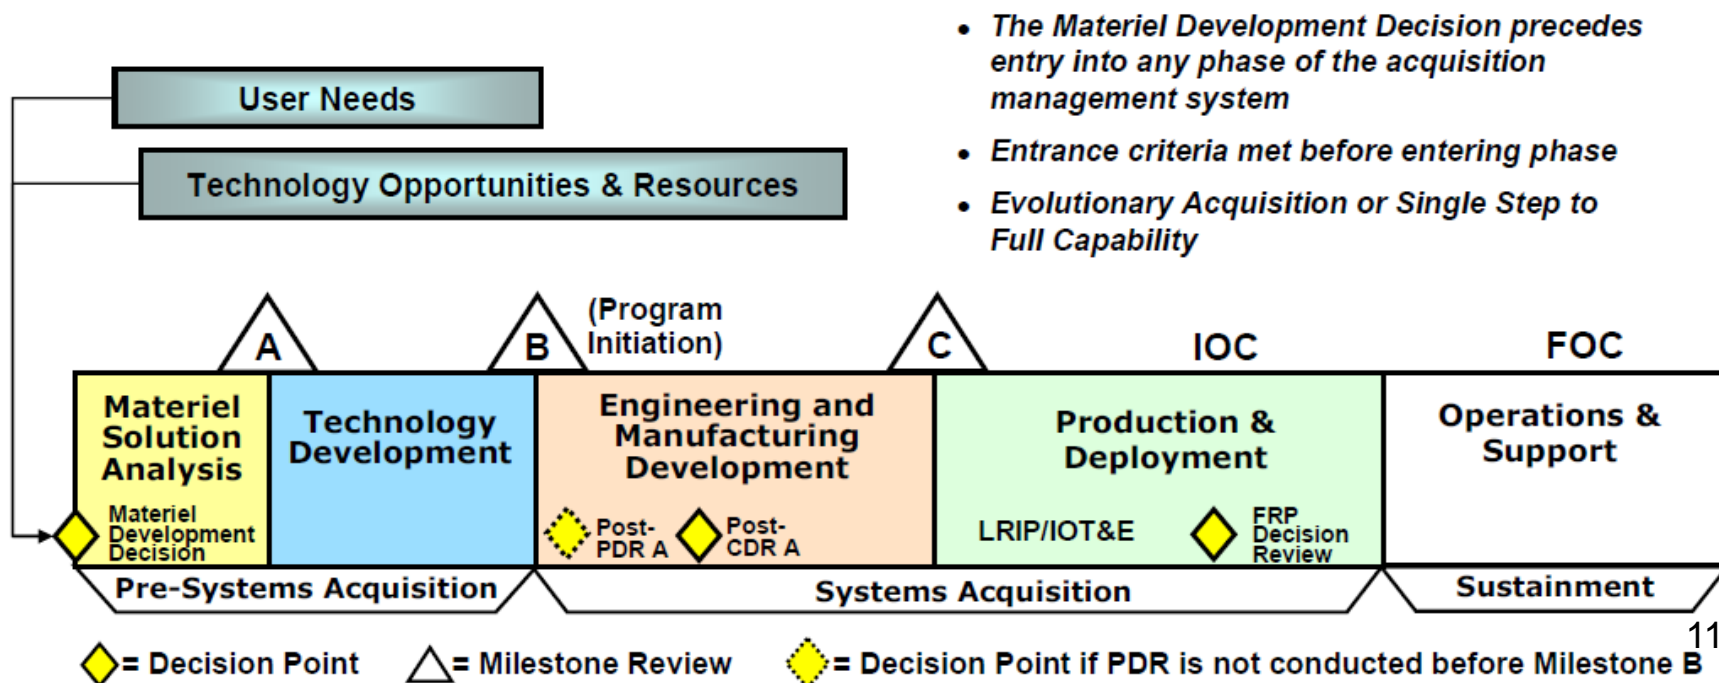 • The Materiel Development Decision precedes
entry into any phase of the acquisition
management system
• Entrance criteria met before entering phase
• Evolutionary Acquisition or Single Step to
Full Capability
User Needs
Technology Opportunities & Resources
A
B
(Program
Initiation)
C
IOC
FOC
Materiel
Solution
Analysis
Technology
Development
Engineering and
Manufacturing
Development
Production &
Deployment
Operations &
Support
Materiel
Development
Decision
Post-
PDR A
Post-
CDR A
LRIP/IOT&E
FRP
Decision
Review
Pre-Systems Acquisition
Systems Acquisition
Sustainment
11
= Decision Point
= Milestone Review
= Decision Point if PDR is not conducted before Milestone B